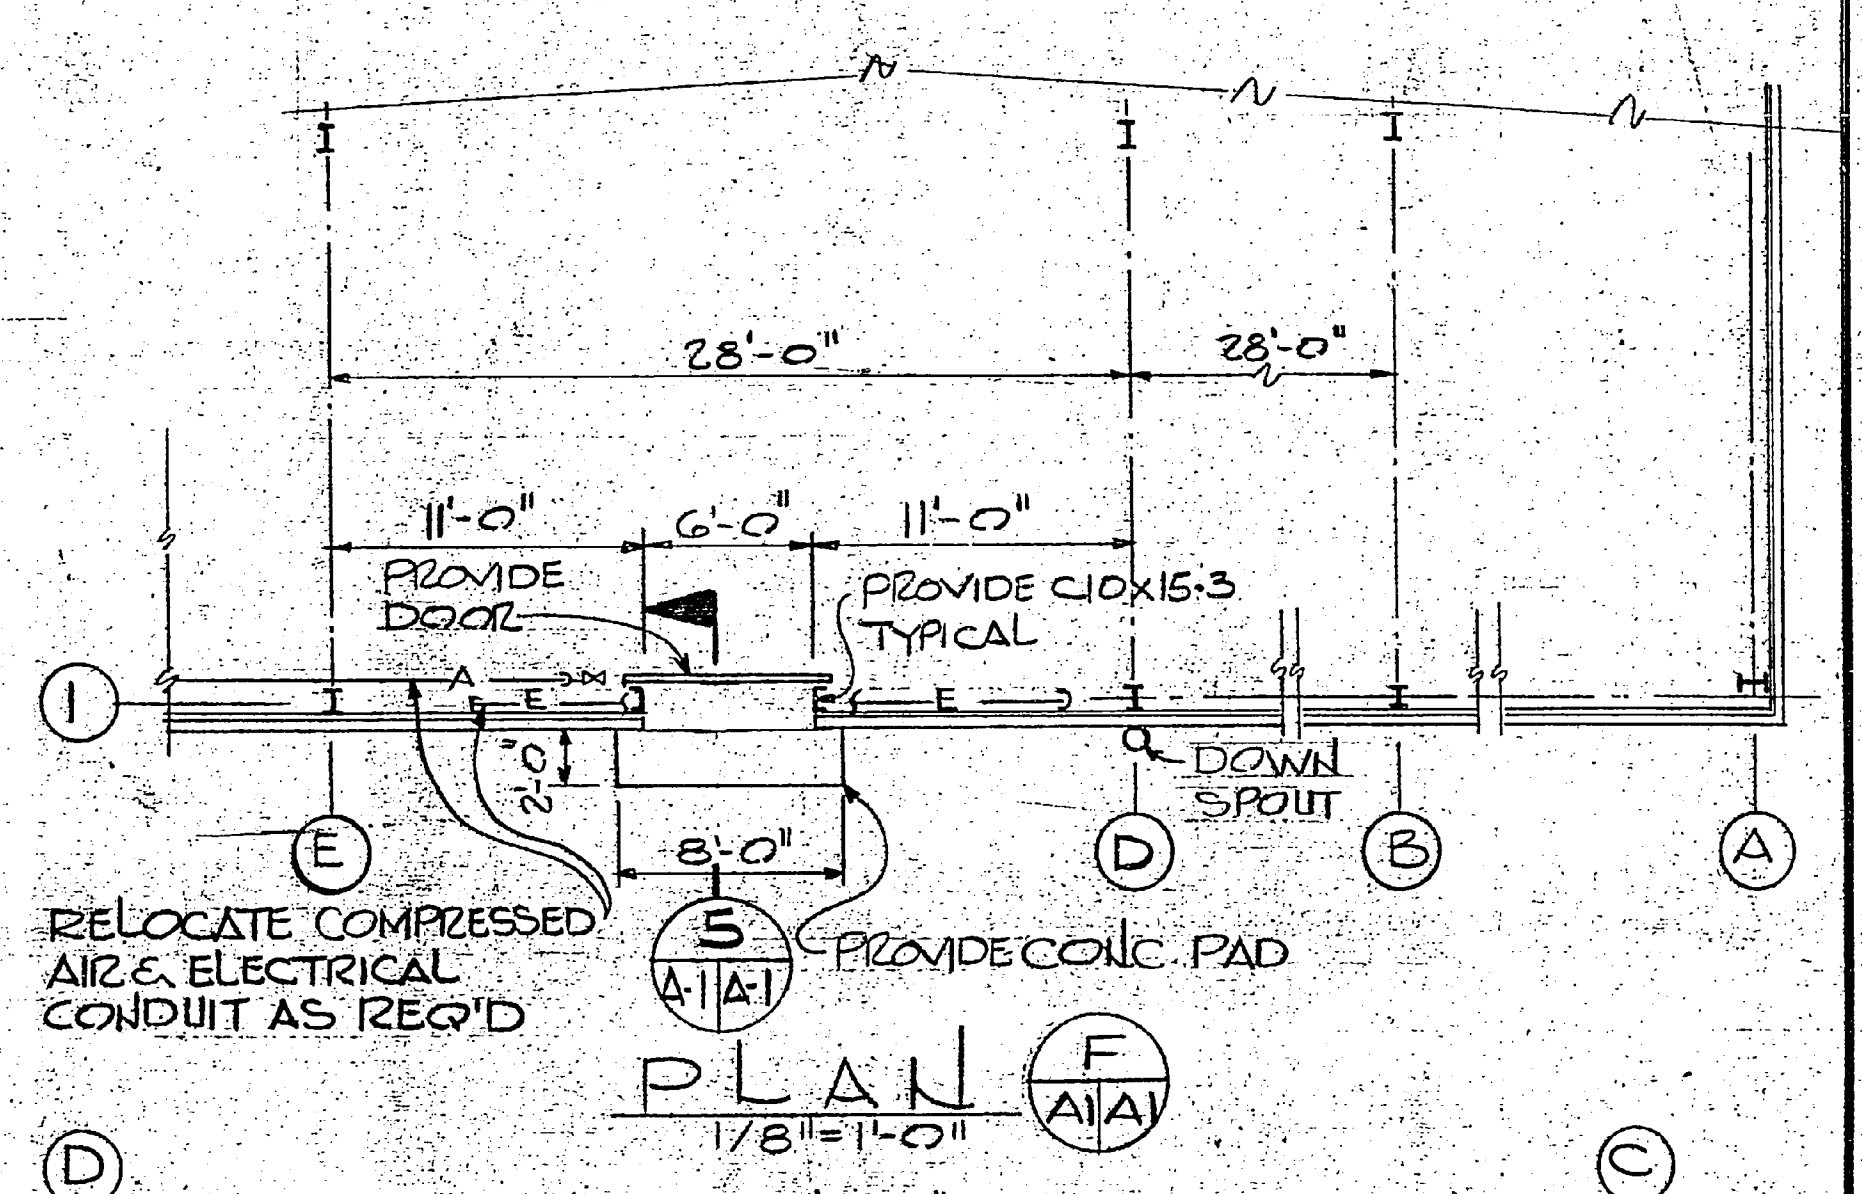 28'-0"
28'-0"
11'-0"
6'-0"
11'-0"
PROVIDE
DOOR
PROVIDE C10x15.3
TYPICAL
1
A
E
E
E
2'-0"
DOWN
SPOUT
E
8'-0"
D
B
A
RELOCATE COMPRESSED
AIR & ELECTRICAL
CONDUIT AS REQ'D
5
A-1 A-1
PROVIDE CONC. PAD
PLAN
1/8"=1'-0"
F
A1 A1
D
C